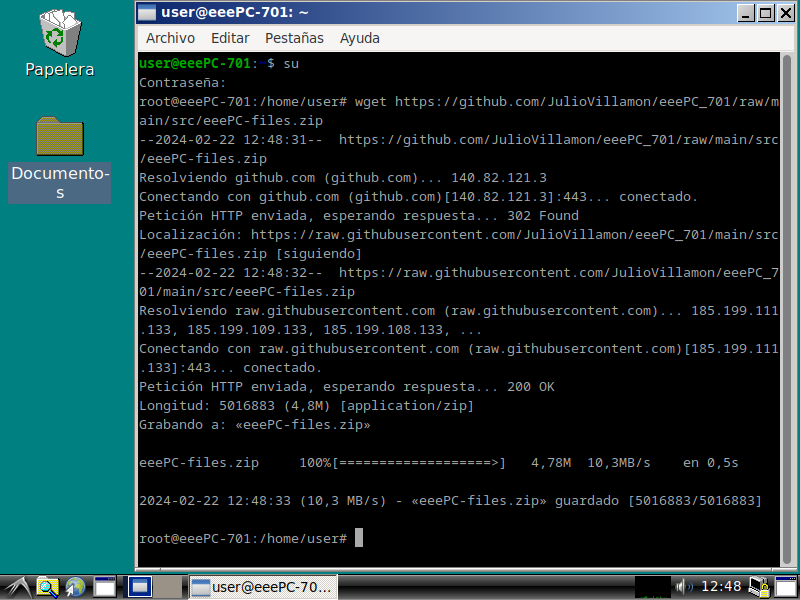 Papelera
Documento-
s
user@eeePC-701: ~
Archivo Editar Pestañas Ayuda
user@eeePC-701:~$ su
Contraseña:
root@eeePC-701:/home/user# wget https://github.com/JulioVillamon/eeePC_701/raw/m
ain/src/eeePC-files.zip
--2024-02-22 12:48:31--  https://github.com/JulioVillamon/eeePC_701/raw/main/src
/eeePC-files.zip
Resolviendo github.com (github.com)... 140.82.121.3
Conectando con github.com (github.com)[140.82.121.3]:443... conectado.
Petición HTTP enviada, esperando respuesta... 302 Found
Localización: https://raw.githubusercontent.com/JulioVillamon/eeePC_701/main/src
/eeePC-files.zip [siguiendo]
--2024-02-22 12:48:32--  https://raw.githubusercontent.com/JulioVillamon/eeePC_7
01/main/src/eeePC-files.zip
Resolviendo raw.githubusercontent.com (raw.githubusercontent.com)... 185.199.111
.133, 185.199.109.133, 185.199.108.133, ...
Conectando con raw.githubusercontent.com (raw.githubusercontent.com)[185.199.111
.133]:443... conectado.
Petición HTTP enviada, esperando respuesta... 200 OK
Longitud: 5016883 (4,8M) [application/zip]
Grabando a: «eeePC-files.zip»
eeePC-files.zip     100%[===================>]   4,78M  10,3MB/s    en 0,5s
2024-02-22 12:48:33 (10,3 MB/s) - «eeePC-files.zip» guardado [5016883/5016883]
root@eeePC-701:/home/user#
user@eeePC-70...
12:48